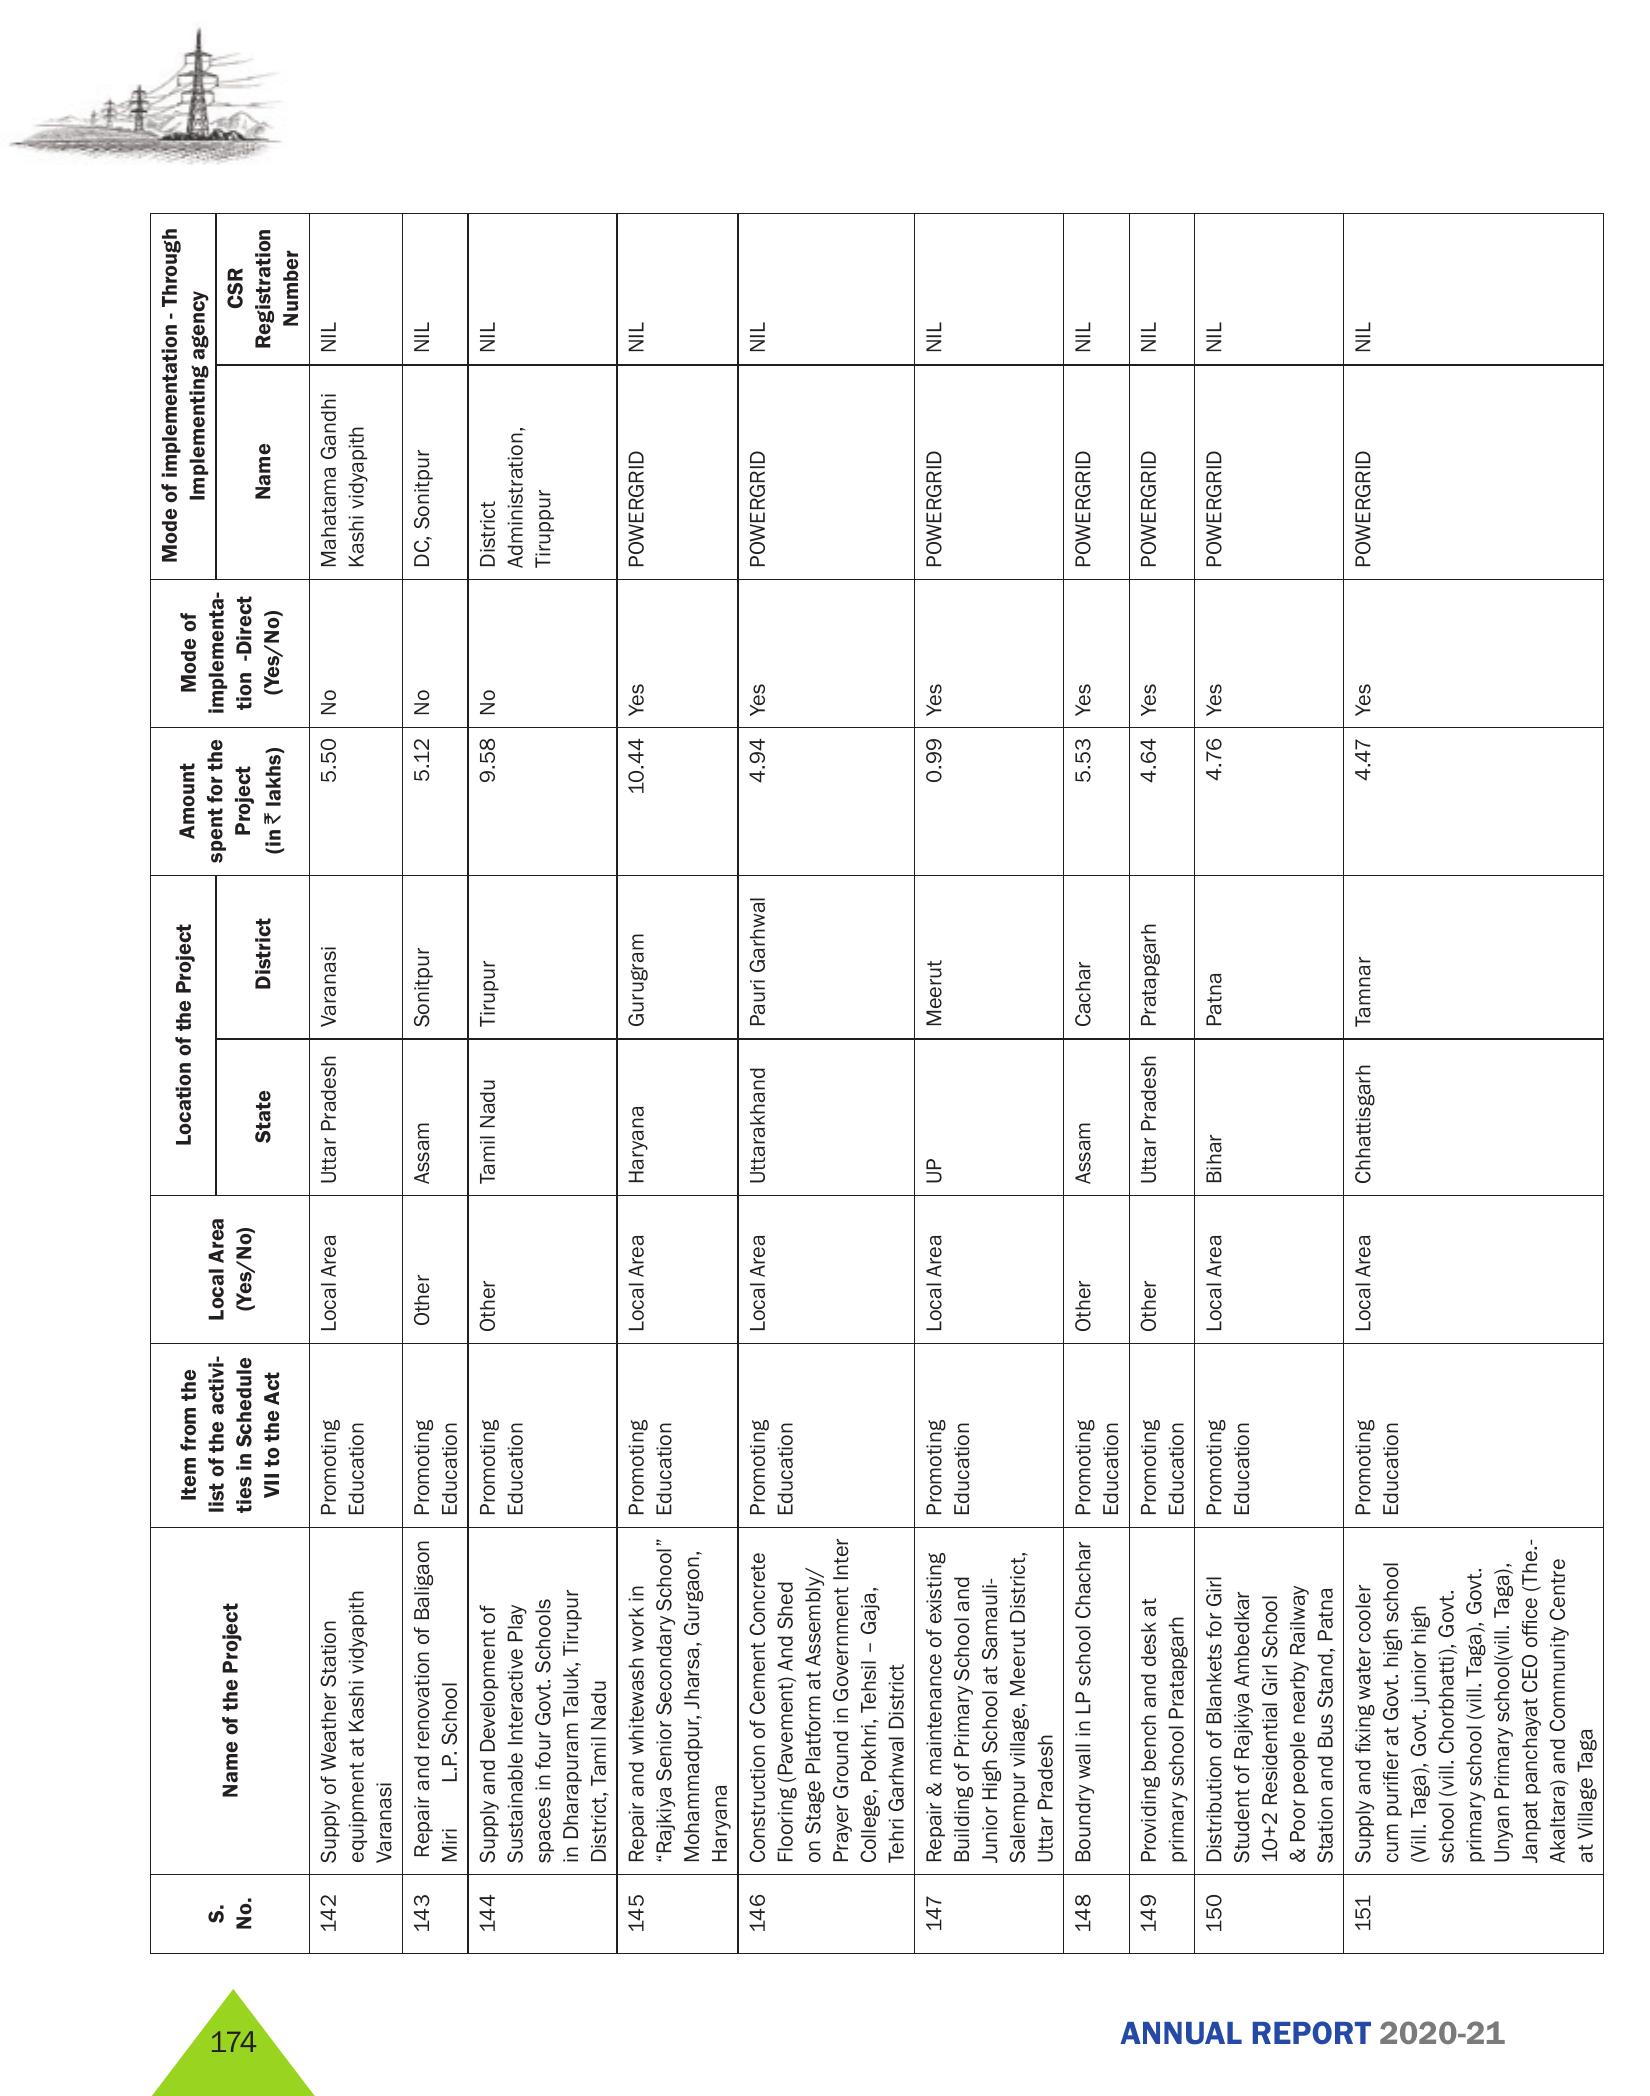 S.
No.
Name of the Project
Item from the
list of the activi-
ties in Schedule
VII to the Act
Local Area
(Yes/No)
Location of the Project
State
District
Amount
spent for the
Project
(in ₹ lakhs)
Mode of
implementa-
tion -Direct
(Yes/No)
Mode of implementation - Through
Implementing agency
Name
CSR
Registration
Number
142
Supply of Weather Station
equipment at Kashi vidyapith
Varanasi
Promoting
Education
Local Area
Uttar Pradesh
Varanasi
5.50
No
Mahatama Gandhi
Kashi vidyapith
NIL
143
Repair and renovation of Baligaon
Miri L.P. School
Promoting
Education
Other
Assam
Sonitpur
5.12
No
DC, Sonitpur
NIL
144
Supply and Development of
Sustainable Interactive Play
spaces in four Govt. Schools
in Dharapuram Taluk, Tirupur
District, Tamil Nadu
Promoting
Education
Other
Tamil Nadu
Tirupur
9.58
No
District
Administration,
Tiruppur
NIL
145
Repair and whitewash work in
“Rajkiya Senior Secondary School”
Mohammadpur, Jharsa, Gurgaon,
Haryana
Promoting
Education
Local Area
Haryana
Gurugram
10.44
Yes
POWERGRID
NIL
146
Construction of Cement Concrete
Flooring (Pavement) And Shed
on Stage Platform at Assembly/
Prayer Ground in Government Inter
College, Pokhri, Tehsil – Gaja,
Tehri Garhwal District
Promoting
Education
Local Area
Uttarakhand
Pauri Garhwal
4.94
Yes
POWERGRID
NIL
147
Repair & maintenance of existing
Building of Primary School and
Junior High School at Samauli-
Salempur village, Meerut District,
Uttar Pradesh
Promoting
Education
Local Area
UP
Meerut
0.99
Yes
POWERGRID
NIL
148
Boundry wall in LP school Chachar
Promoting
Education
Other
Assam
Cachar
5.53
Yes
POWERGRID
NIL
149
Providing bench and desk at
primary school Pratapgarh
Promoting
Education
Other
Uttar Pradesh
Pratapgarh
4.64
Yes
POWERGRID
NIL
150
Distribution of Blankets for Girl
Student of Rajkiya Ambedkar
10+2 Residential Girl School
& Poor people nearby Railway
Station and Bus Stand, Patna
Promoting
Education
Local Area
Bihar
Patna
4.76
Yes
POWERGRID
NIL
151
Supply and fixing water cooler
cum purifier at Govt. high school
(Vill. Taga), Govt. junior high
school (vill. Chorbhatti), Govt.
primary school (vill. Taga), Govt.
Unyan Primary school(vill. Taga),
Janpat panchayat CEO office (The.-
Akaltara) and Community Centre
at Village Taga
Promoting
Education
Local Area
Chhattisgarh
Tamnar
4.47
Yes
POWERGRID
NIL
174
ANNUAL REPORT 2020-21